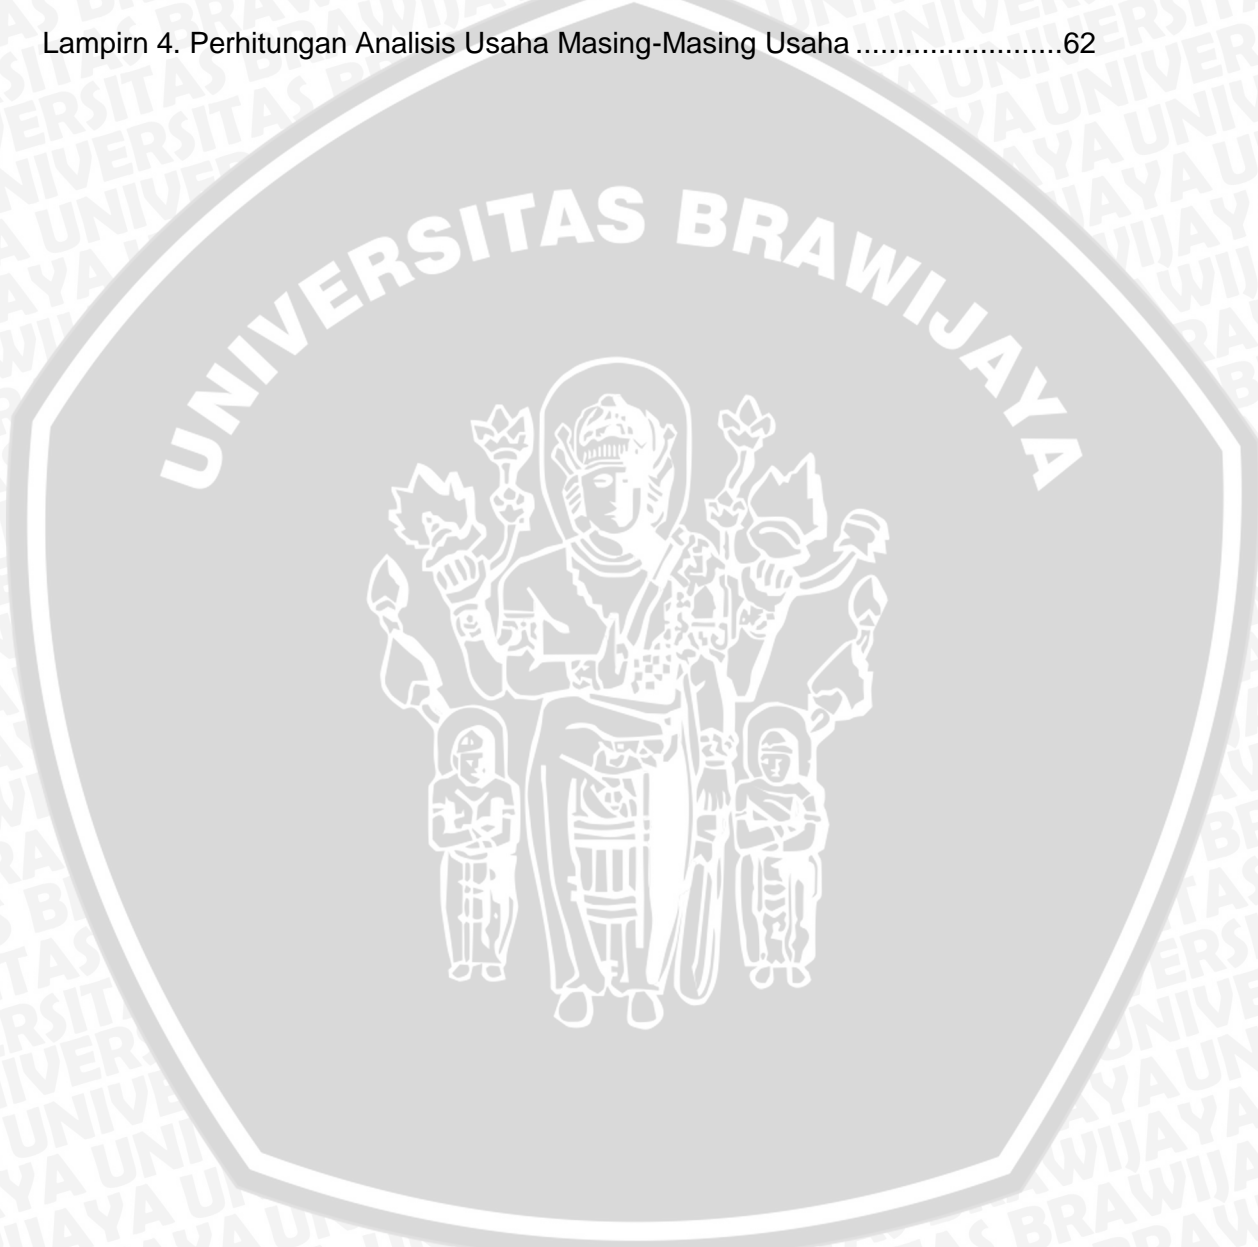 Lampirn 4. Perhitungan Analisis Usaha Masing-Masing Usaha .........................62
UNIVERSITAS BRAWIJAYA